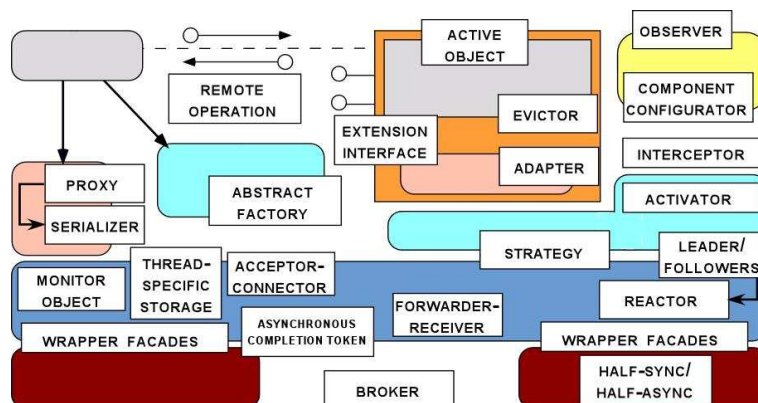 ACTIVE
OBJECT
OBSERVER
REMOTE
OPERATION
COMPONENT
CONFIGURATOR
EVICTOR
EXTENSION
INTERFACE
INTERCEPTOR
ADAPTER
PROXY
ABSTRACT
FACTORY
ACTIVATOR
SERIALIZER
STRATEGY
LEADER/
FOLLOWERS
MONITOR
OBJECT
THREAD-
SPECIFIC
STORAGE
ACCEPTOR-
CONNECTOR
FORWARDER-
RECEIVER
REACTOR
WRAPPER FACADES
ASYNCHRONOUS
COMPLETION TOKEN
WRAPPER FACADES
BROKER
HALF-SYNC/
HALF-ASYNC